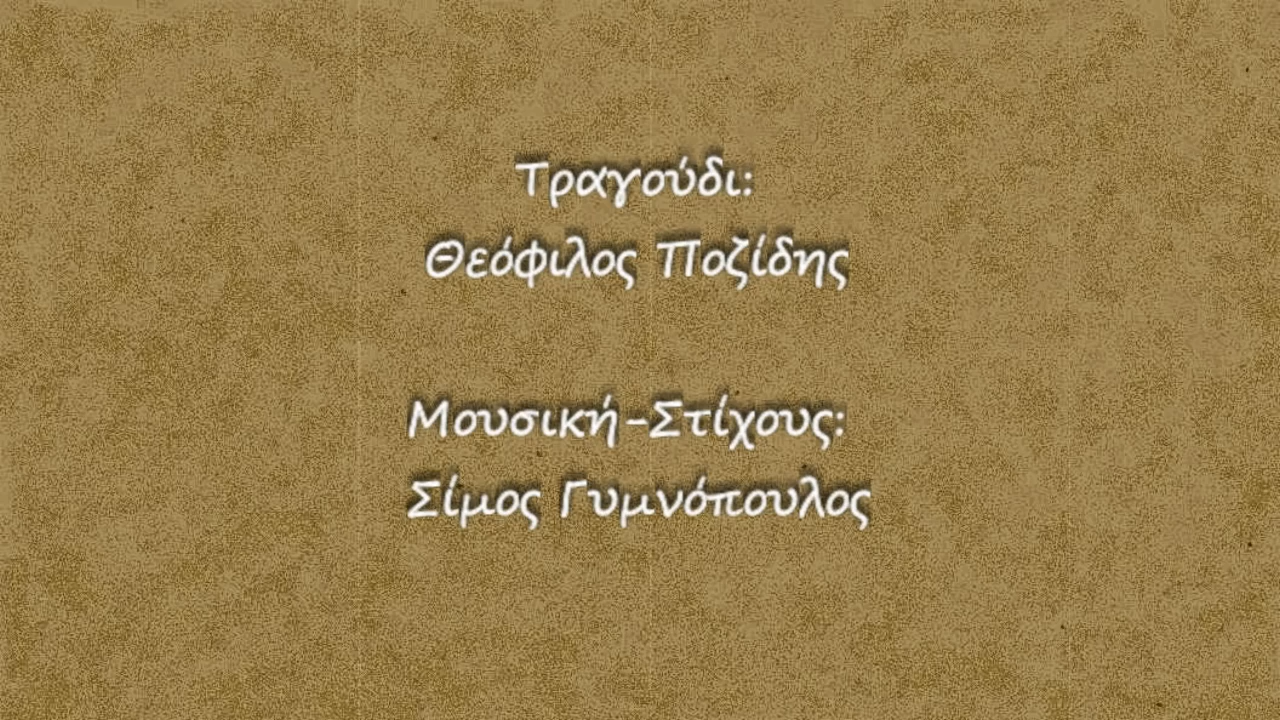 Τραγούδι:
Θεόφιλος Ποζίδης
Μουσική-Στίχους:
Σίμος Γυμνόπουλος